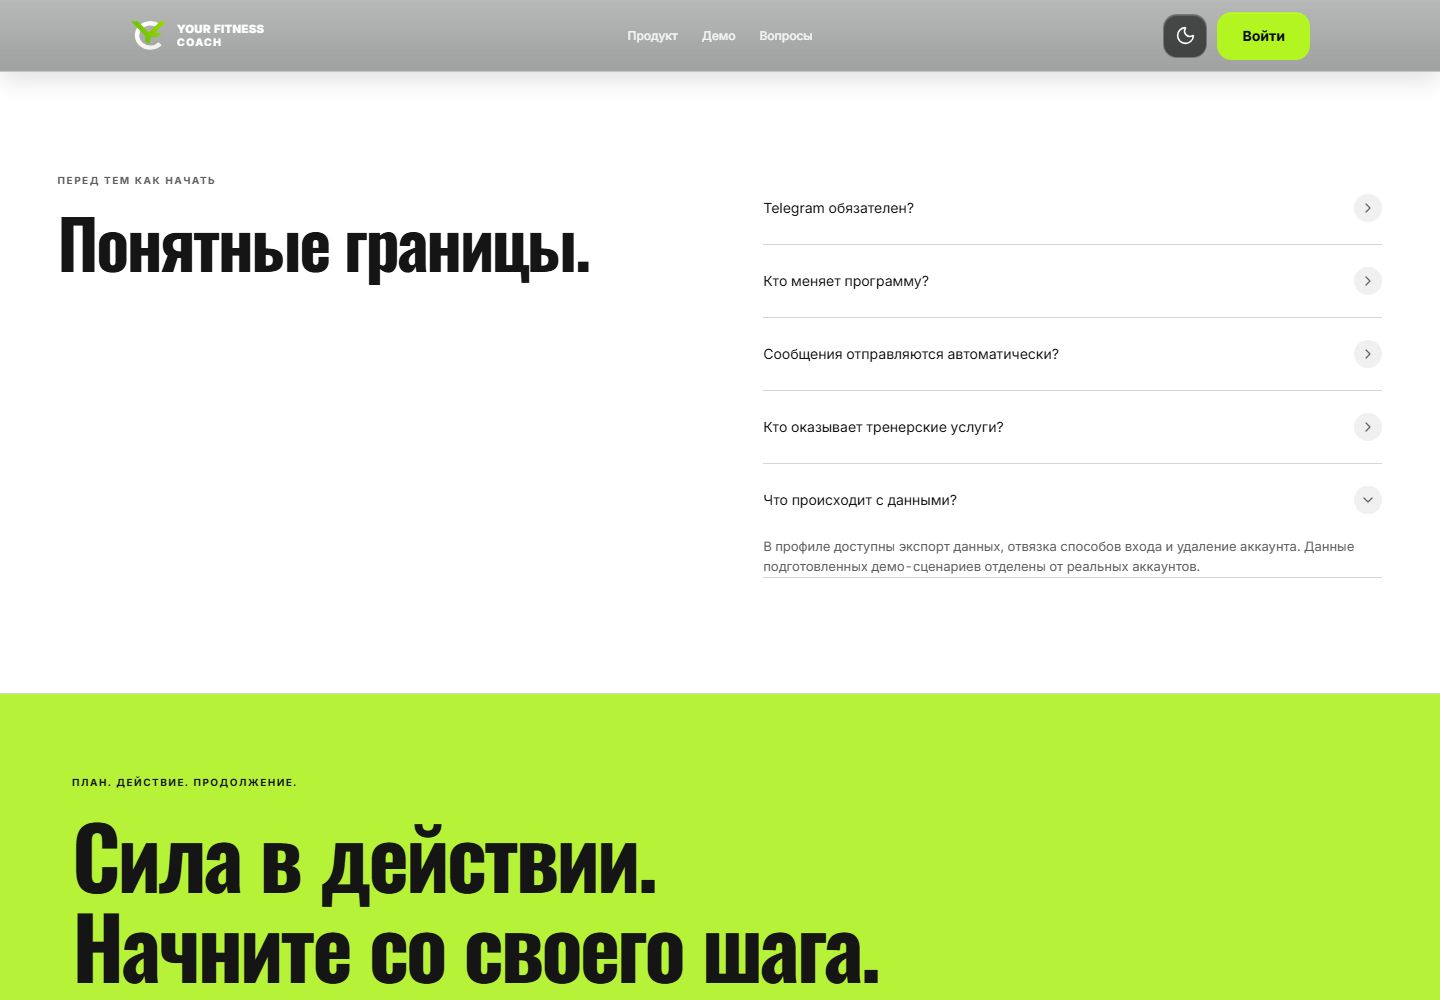 YOUR FITNESS
COACH
Продукт
Демо
Вопросы
Войти
ПЕРЕД ТЕМ КАК НАЧАТЬ
Понятные границы.
Telegram обязателен?
Кто меняет программу?
Сообщения отправляются автоматически?
Кто оказывает тренерские услуги?
Что происходит с данными?
В профиле доступны экспорт данных, отвязка способов входа и удаление аккаунта. Данные
подготовленных демо-сценариев отделены от реальных аккаунтов.
ПЛАН. ДЕЙСТВИЕ. ПРОДОЛЖЕНИЕ.
Сила в действии.
Начните со своего шага.